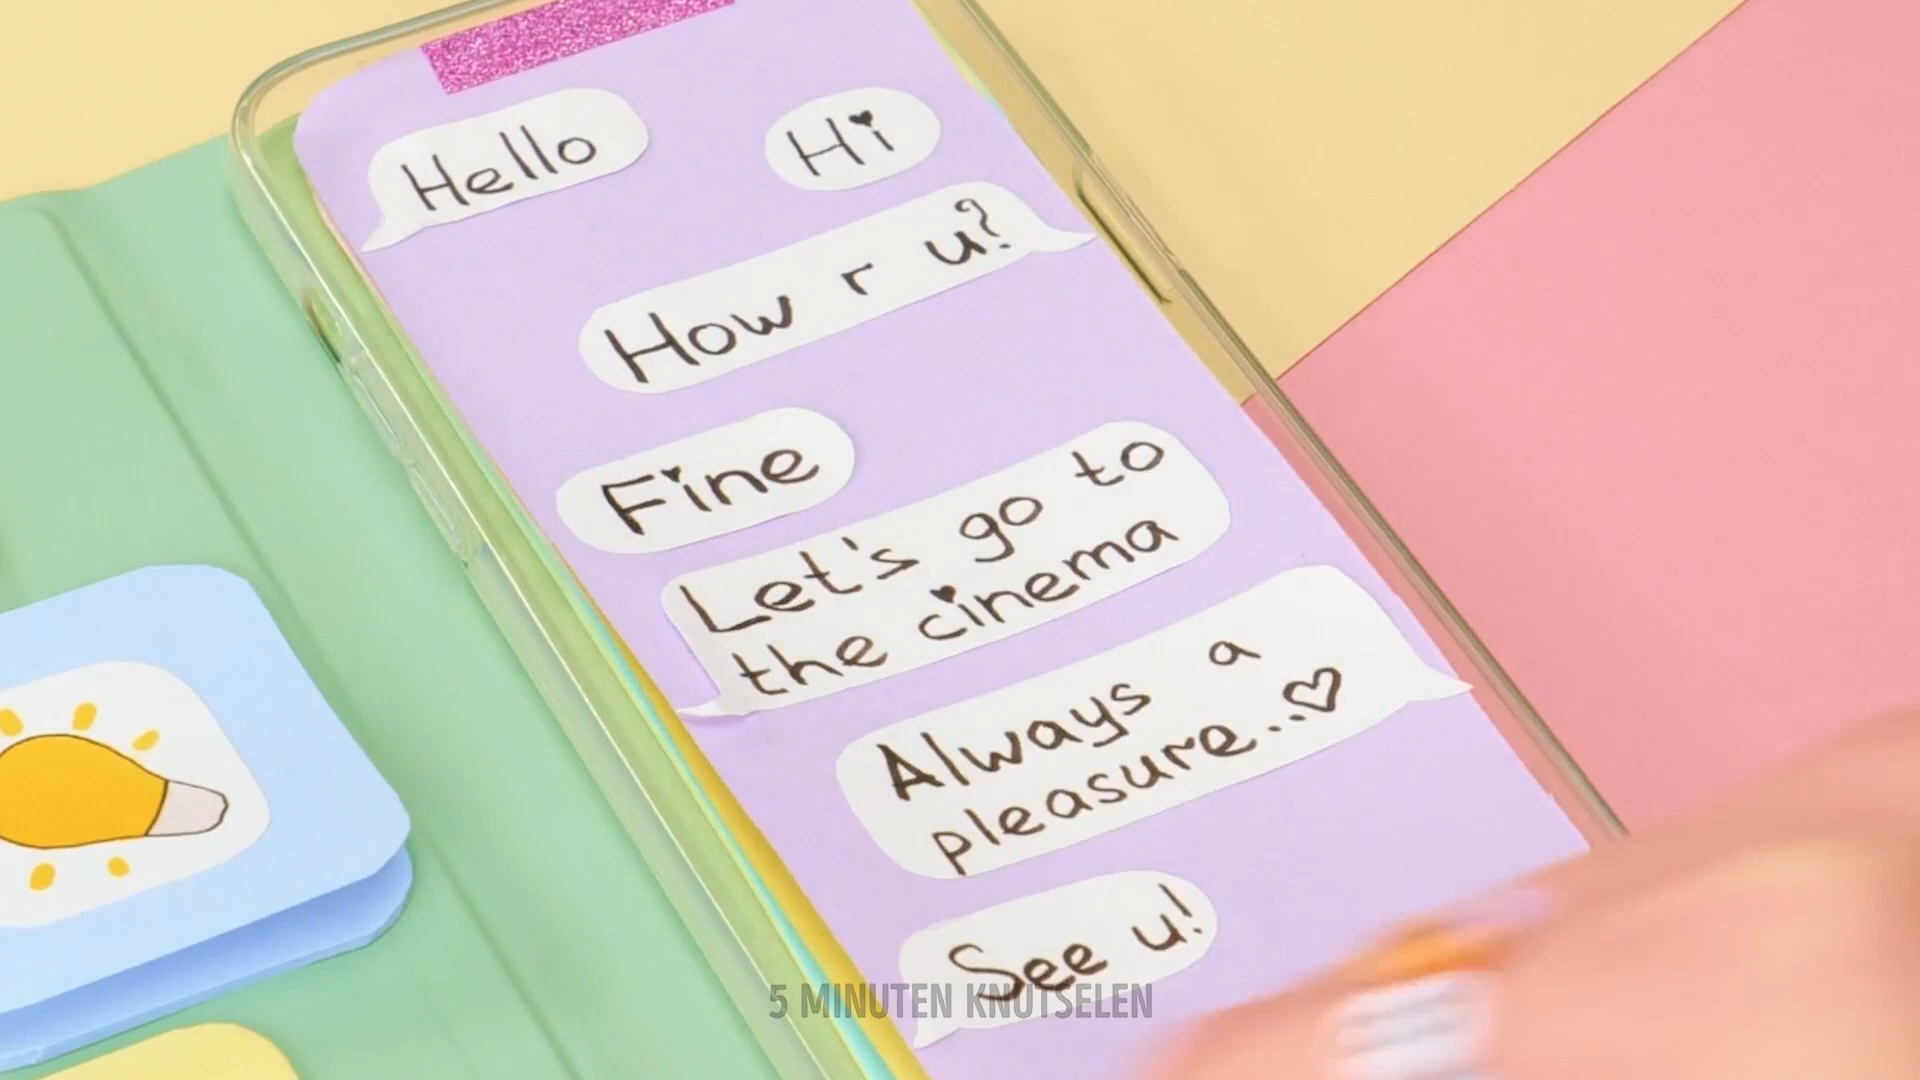 Hello
Hi
How r u?
Fine
Let's go to
the cinema
Always a
pleasure..♡
See u!
5 MINUTEN KNUTSELEN